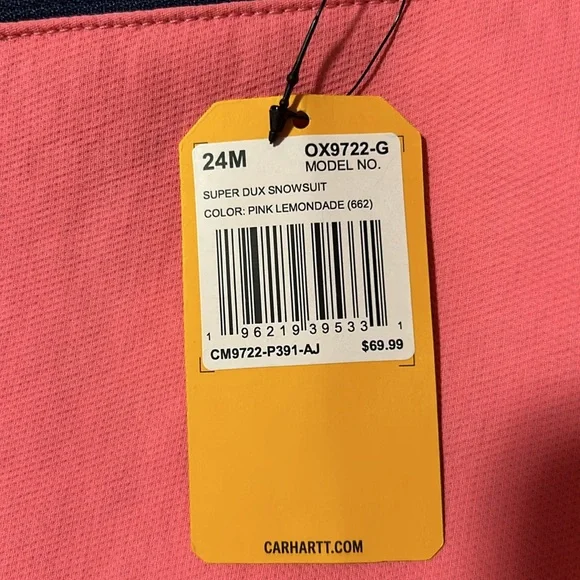 24M OX9722-G
MODEL NO.
SUPER DUX SNOWSUIT
COLOR: PINK LEMONDADE (662)
1 96219 39533 1
CM9722-P391-AJ $69.99
CARHARTT.COM